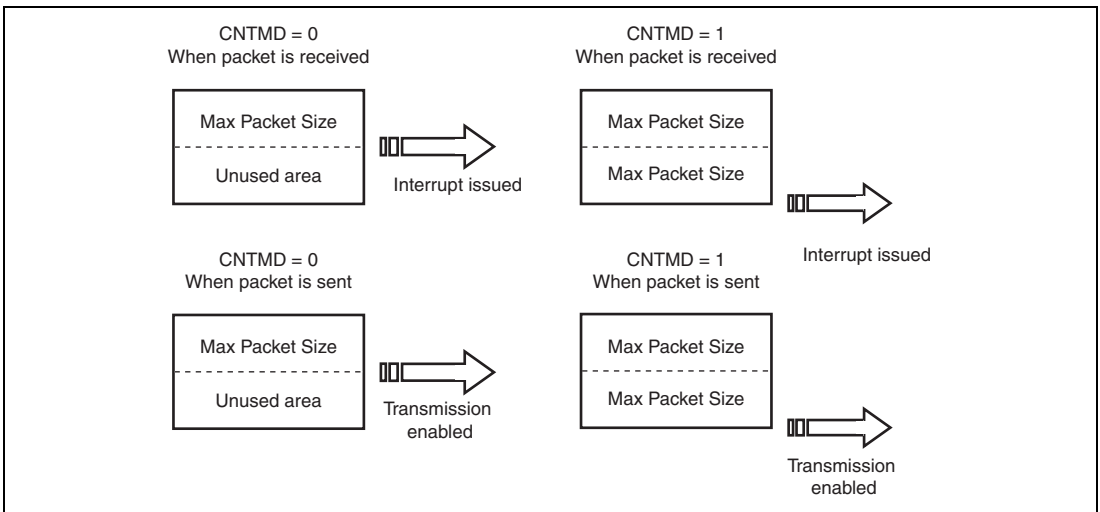 CNTMD = 0
When packet is received
Max Packet Size
Unused area
Interrupt issued
CNTMD = 1
When packet is received
Max Packet Size
Max Packet Size
Interrupt issued
CNTMD = 0
When packet is sent
Max Packet Size
Unused area
Transmission
enabled
CNTMD = 1
When packet is sent
Max Packet Size
Max Packet Size
Transmission
enabled